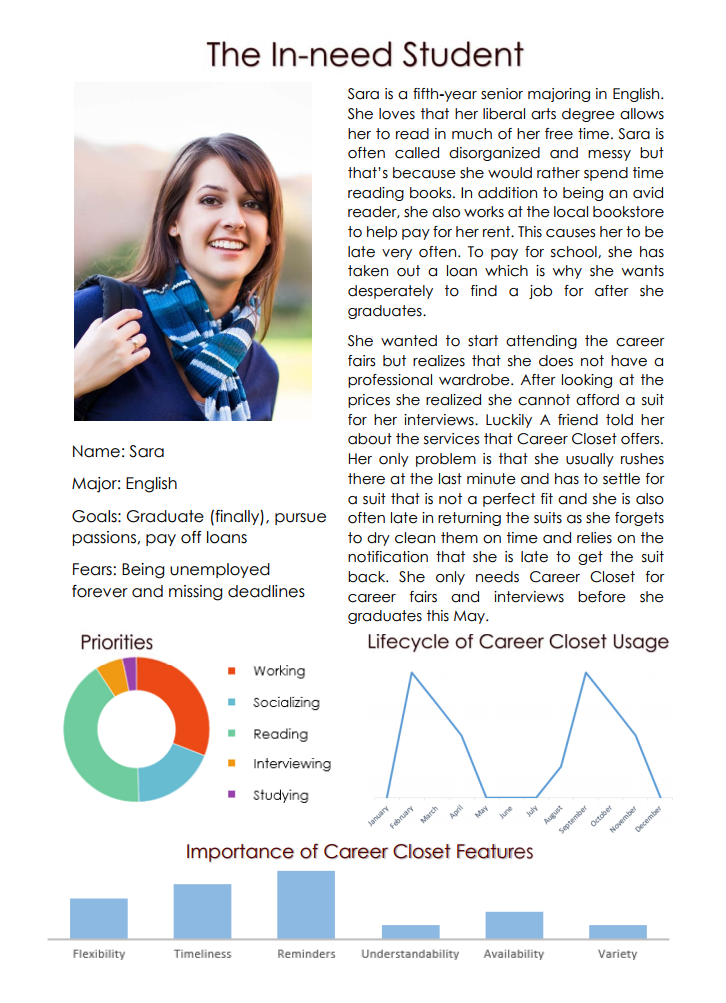 The In-need Student
Sara is a fifth-year senior majoring in English.
She loves that her liberal arts degree allows
her to read in much of her free time. Sara is
often called disorganized and messy but
that's because she would rather spend time
reading books. In addition to being an avid
reader, she also works at the local bookstore
to help pay for her rent. This causes her to be
late very often. To pay for school, she has
taken out a loan which is why she wants
desperately to find a job for after she
graduates.
She wanted to start attending the career
fairs but realizes that she does not have a
professional wardrobe. After looking at the
prices she realized she cannot afford a suit
for her interviews. Luckily A friend told her
about the services that Career Closet offers.
Her only problem is that she usually rushes
there at the last minute and has to settle for
a suit that is not a perfect fit and she is also
often late in returning the suits as she forgets
to dry clean them on time and relies on the
notification that she is late to get the suit
back. She only needs Career Closet for
career fairs and interviews before she
graduates this May.
Name: Sara
Major: English
Goals: Graduate (finally), pursue
passions, pay off loans
Fears: Being unemployed
forever and missing deadlines
Priorities
Working
Socializing
Reading
Interviewing
Studying
Lifecycle of Career Closet Usage
January
February
March
April
May
June
July
August
September
October
November
December
Importance of Career Closet Features
Flexibility
Timeliness
Reminders
Understandability
Availability
Variety